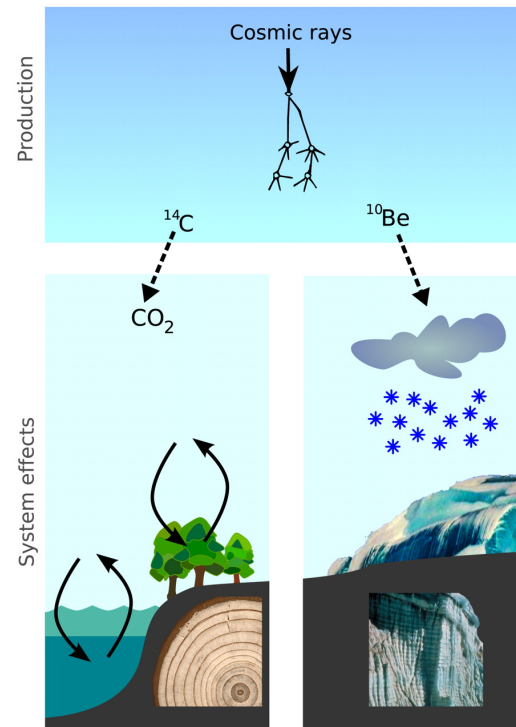 Cosmic rays
Production
¹⁴C
¹⁰Be
CO₂
System effects